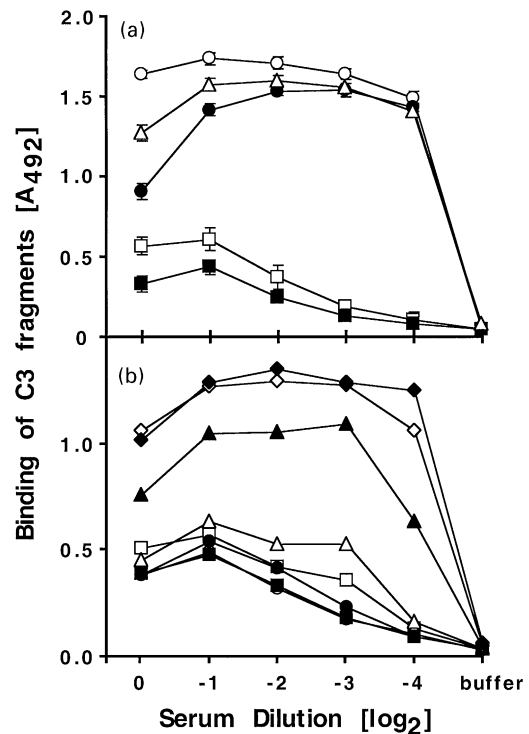 (a)
2.0
1.5
1.0
0.5
0
(b)
1.0
0.5
0.0
Binding of C3 fragments [A492]
0 -1 -2 -3 -4 buffer
Serum Dilution [log2]